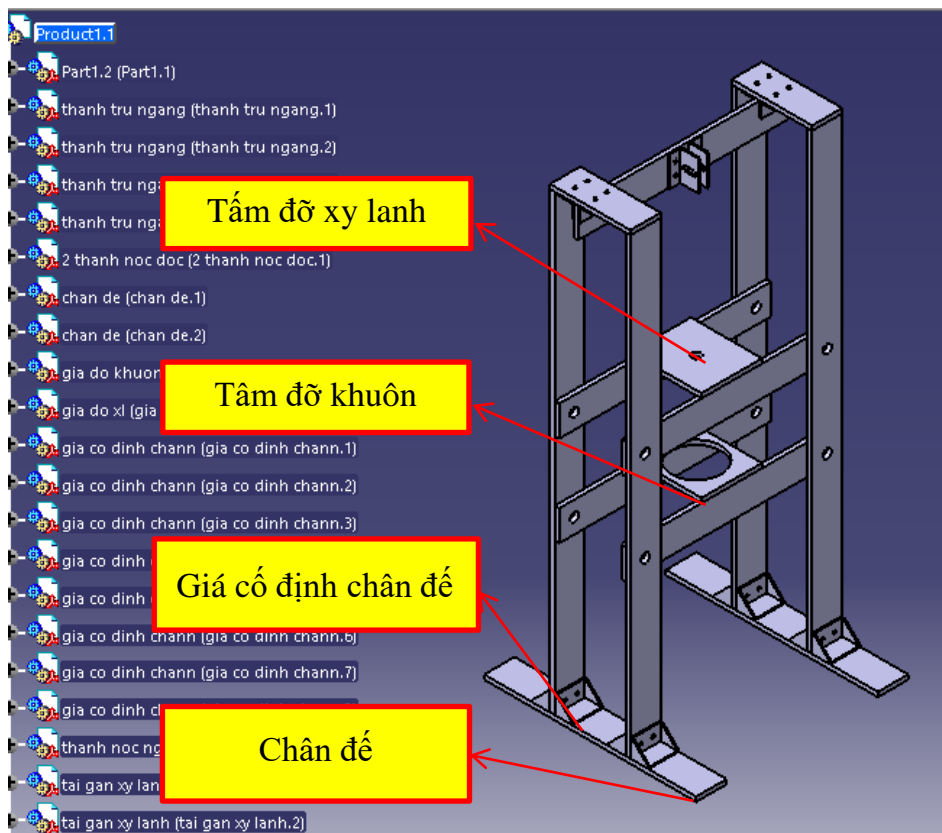 Product1.1
Part1.2 (Part1.1)
thanh tru ngang (thanh tru ngang.1)
thanh tru ngang (thanh tru ngang.2)
thanh tru nga
thanh tru nga
2 thanh noc doc (2 thanh noc doc.1)
chan de (chan de.1)
chan de (chan de.2)
gia do khuon
gia do xl (gia
gia co dinh chann (gia co dinh chann.1)
gia co dinh chann (gia co dinh chann.2)
gia co dinh chann (gia co dinh chann.3)
gia co dinh
gia co dinh
gia co dinh chann (gia co dinh chann.6)
gia co dinh chann (gia co dinh chann.7)
gia co dinh
thanh noc ng
tai gan xy lan
tai gan xy lanh (tai gan xy lanh.2)
Tấm đỡ xy lanh
Tâm đỡ khuôn
Giá cố định chân đế
Chân đế